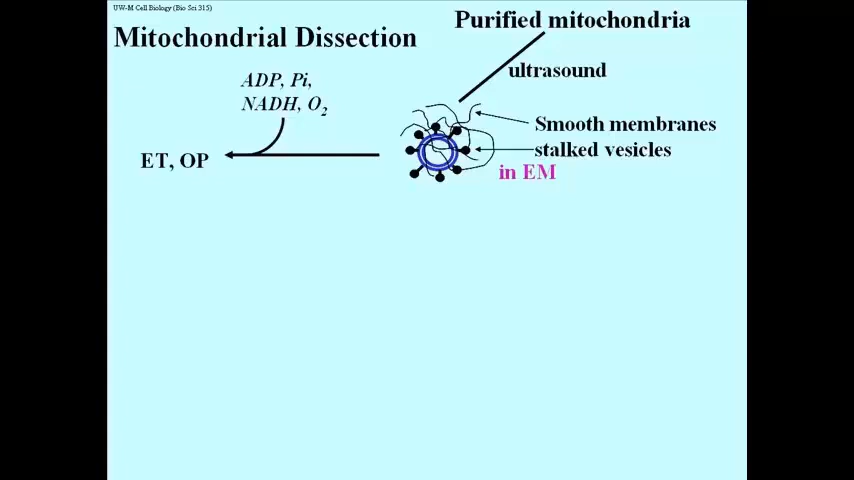 UW-M Cell Biology (Bio Sci 315)
Mitochondrial Dissection
Purified mitochondria
ultrasound
ADP, Pi,
NADH, O2
Smooth membranes
stalked vesicles
in EM
ET, OP